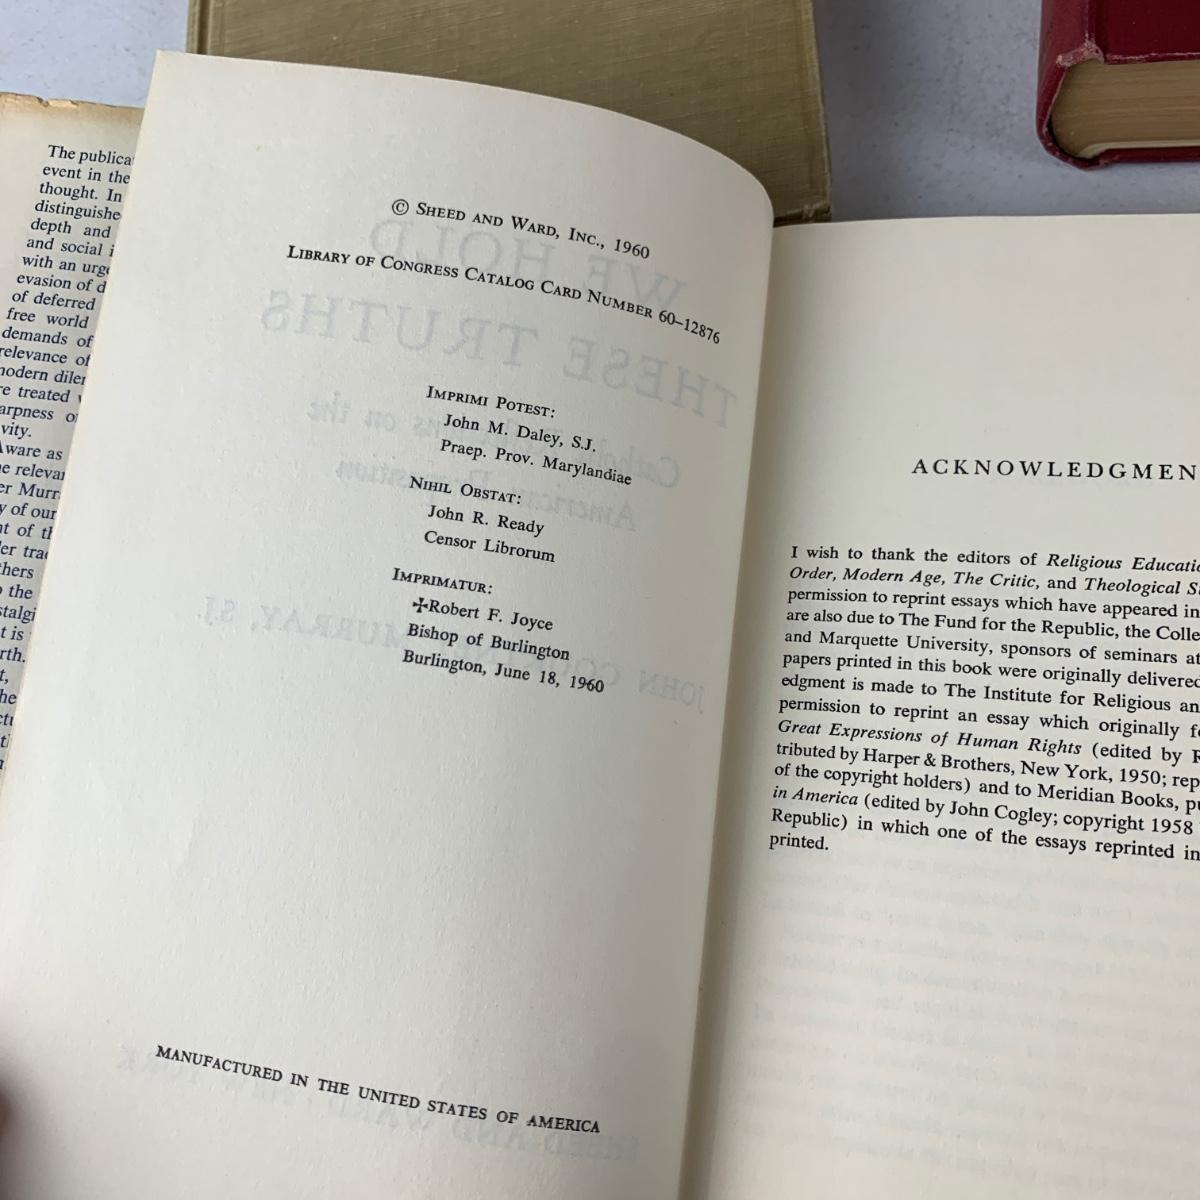 The publica
event in the
thought. In
distinguishe
depth and
and social i
with an urg
evasion of d
of deferred
free world
demands of
relevance of
modern diler
re treated
arpness o
vity.
Aware as
e releva
er Murr
y of our
nt of th
er trad
hers
the
stalgi
t is
rth.
© SHEED AND WARD, INC., 1960
LIBRARY OF CONGRESS CATALOG CARD NUMBER 60–12876
IMPRIMI POTEST:
John M. Daley, S.J.
Praep. Prov. Marylandiae
NIHIL OBSTAT:
John R. Ready
Censor Librorum
IMPRIMATUR:
✠Robert F. Joyce
Bishop of Burlington
Burlington, June 18, 1960
MANUFACTURED IN THE UNITED STATES OF AMERICA
ACKNOWLEDGMEN
I wish to thank the editors of Religious Educatio
Order, Modern Age, The Critic, and Theological S
permission to reprint essays which have appeared in
are also due to The Fund for the Republic, the Colle
and Marquette University, sponsors of seminars at
papers printed in this book were originally delivered
edgment is made to The Institute for Religious an
permission to reprint an essay which originally f
Great Expressions of Human Rights (edited by R
tributed by Harper & Brothers, New York, 1950; rep
of the copyright holders) and to Meridian Books, pu
in America (edited by John Cogley; copyright 1958
Republic) in which one of the essays reprinted in
printed.